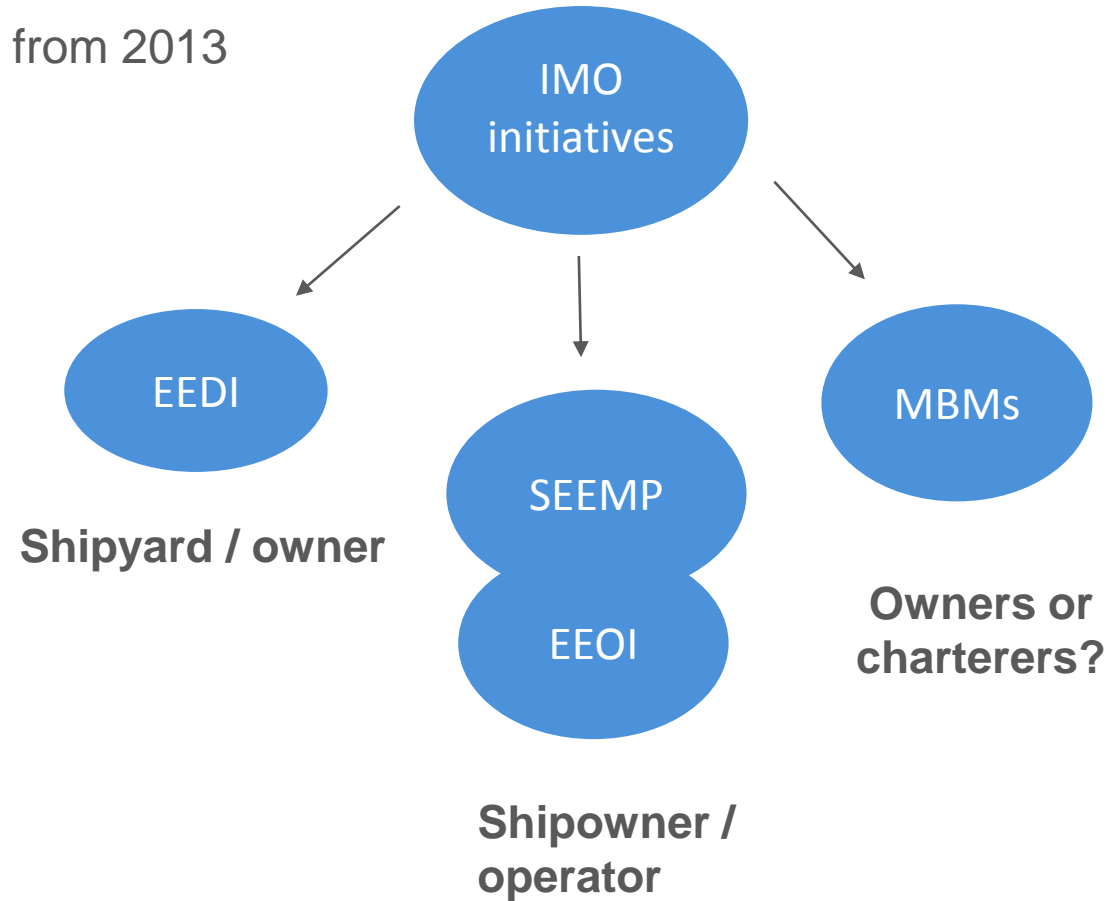 from 2013
IMO
initiatives
EEDI
Shipyard / owner
SEEMP
EEOI
Shipowner /
operator
MBMs
Owners or
charterers?